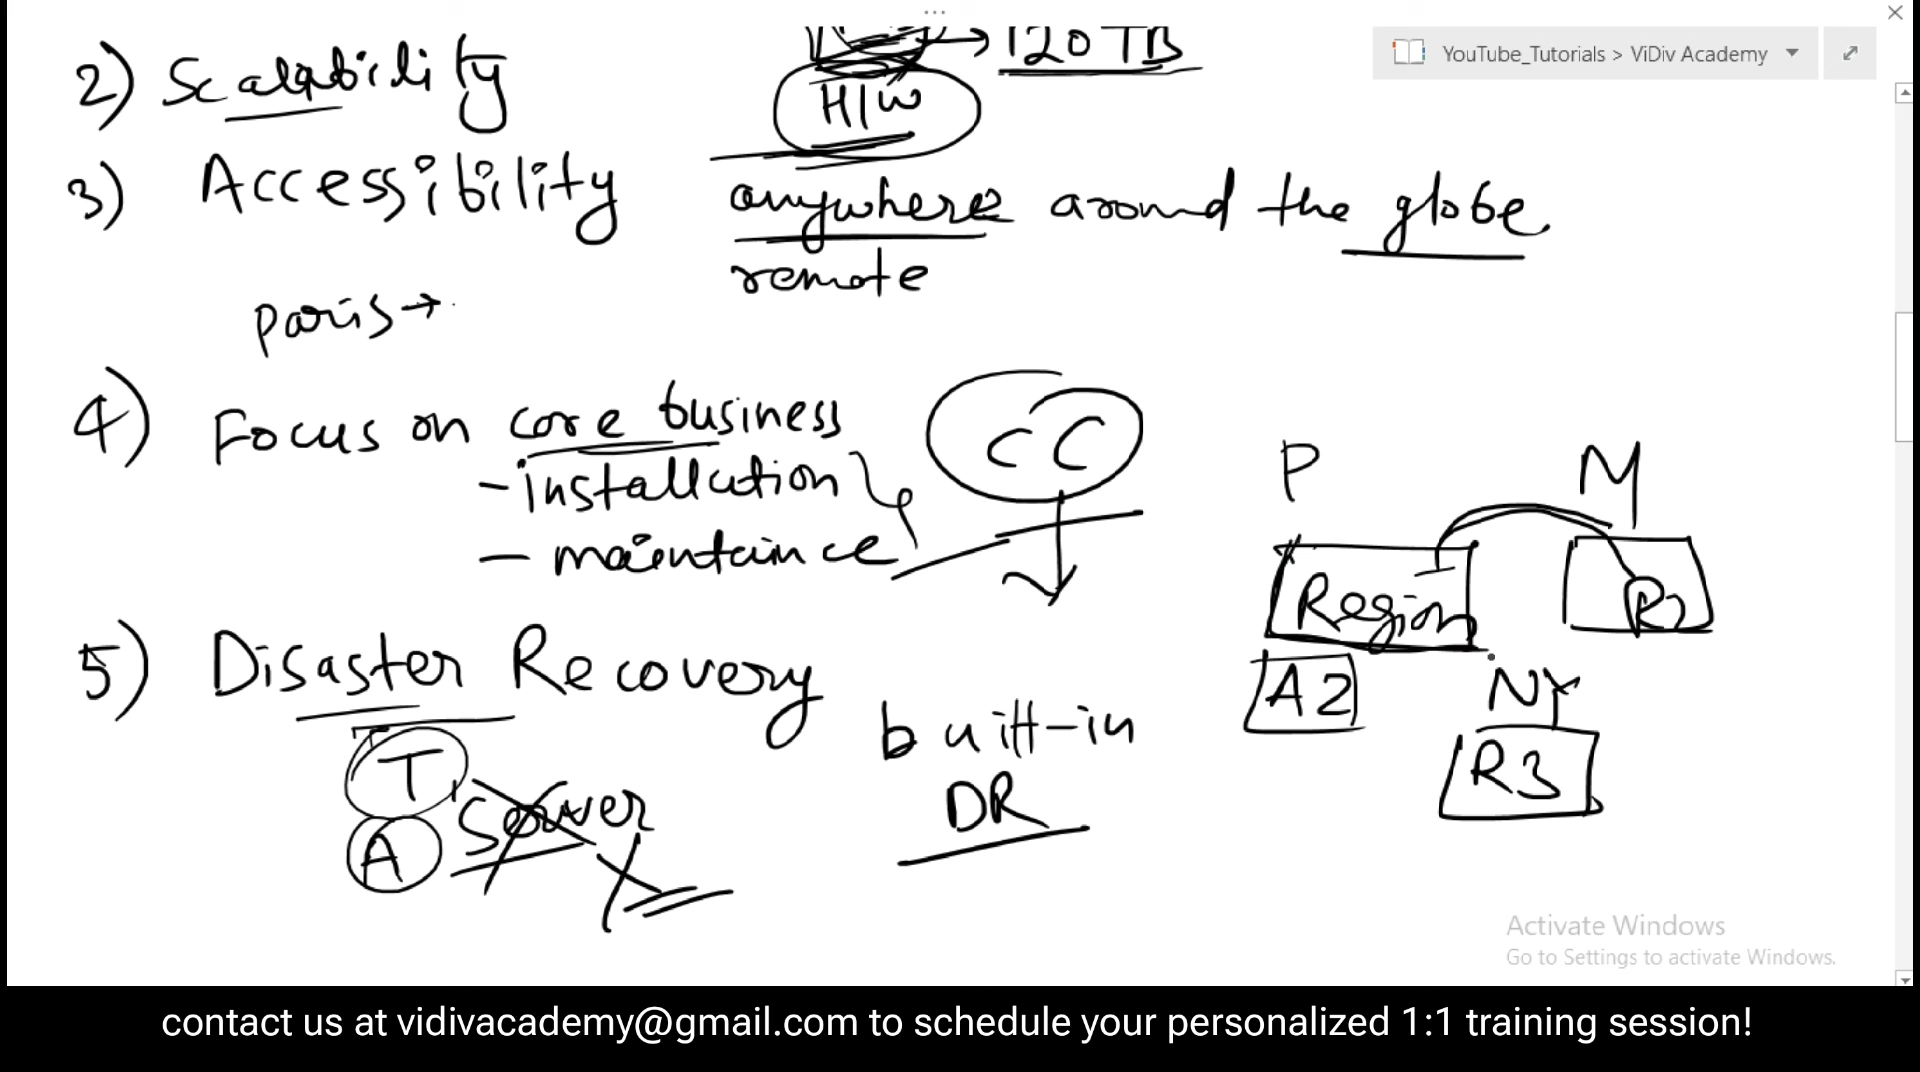 YouTube_Tutorials > ViDiv Academy
→ 120 TB
2) Scalability
H/W
3) Accessibility anywhere around the globe
remote
Paris →
4) Focus on core business
CC
- installation
- maintaince
P
M
Region
R2
5) Disaster Recovery
A2
NY
built-in
R3
T
Server
DR
A
Activate Windows
Go to Settings to activate Windows.
contact us at vidivacademy@gmail.com to schedule your personalized 1:1 training session!